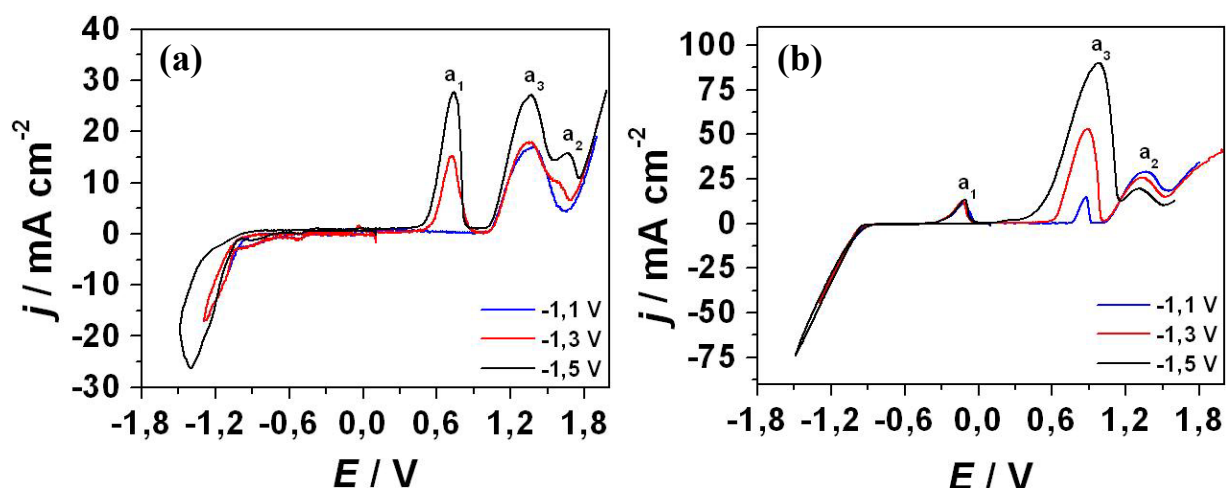 (a)
a1
a3
a2
40
30
20
10
0
-10
-20
-30
j / mA cm-2
-1,1 V
-1,3 V
-1,5 V
-1,8 -1,2 -0,6 0,0 0,6 1,2 1,8
E / V
(b)
a3
a1
a2
100
75
50
25
0
-25
-50
-75
j / mA cm-2
-1,1 V
-1,3 V
-1,5 V
-1,8 -1,2 -0,6 0,0 0,6 1,2 1,8
E / V